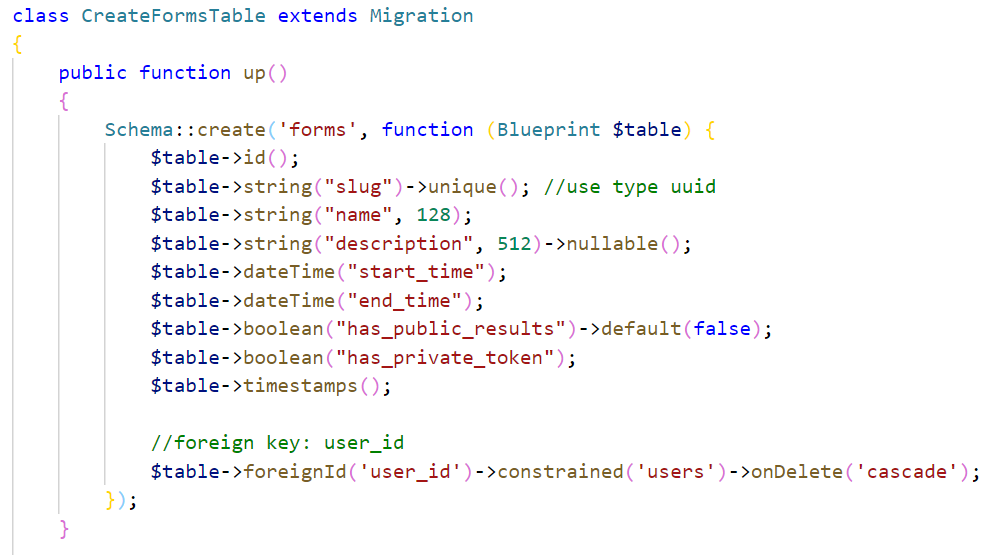 class CreateFormsTable extends Migration
{
    public function up()
    {
        Schema::create('forms', function (Blueprint $table) {
            $table->id();
            $table->string("slug")->unique(); //use type uuid
            $table->string("name", 128);
            $table->string("description", 512)->nullable();
            $table->dateTime("start_time");
            $table->dateTime("end_time");
            $table->boolean("has_public_results")->default(false);
            $table->boolean("has_private_token");
            $table->timestamps();

            //foreign key: user_id
            $table->foreignId('user_id')->constrained('users')->onDelete('cascade');
        });
    }